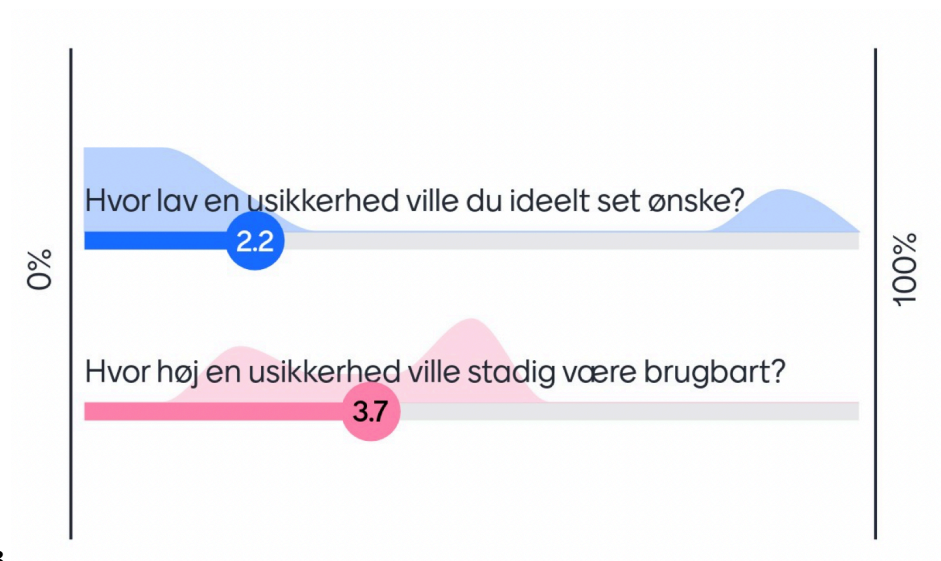 Hvor lav en usikkerhed ville du ideelt set ønske?
2.2
0%
100%
Hvor høj en usikkerhed ville stadig være brugbart?
3.7